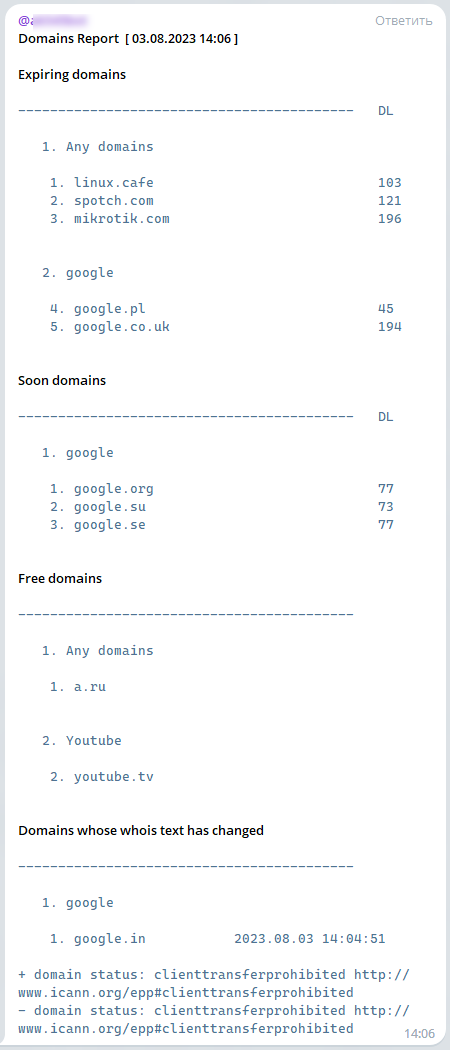 Ответить
Domains Report [ 03.08.2023 14:06 ]
Expiring domains
------------------------------------------ DL
1. Any domains
1. linux.cafe 103
2. spotch.com 121
3. mikrotik.com 196
2. google
4. google.pl 45
5. google.co.uk 194
Soon domains
------------------------------------------ DL
1. google
1. google.org 77
2. google.su 73
3. google.se 77
Free domains
------------------------------------------
1. Any domains
1. a.ru
2. Youtube
2. youtube.tv
Domains whose whois text has changed
------------------------------------------
1. google
1. google.in 2023.08.03 14:04:51
+ domain status: clienttransferprohibited http://
www.icann.org/epp#clienttransferprohibited
- domain status: clienttransferprohibited http://
www.icann.org/epp#clienttransferprohibited
14:06